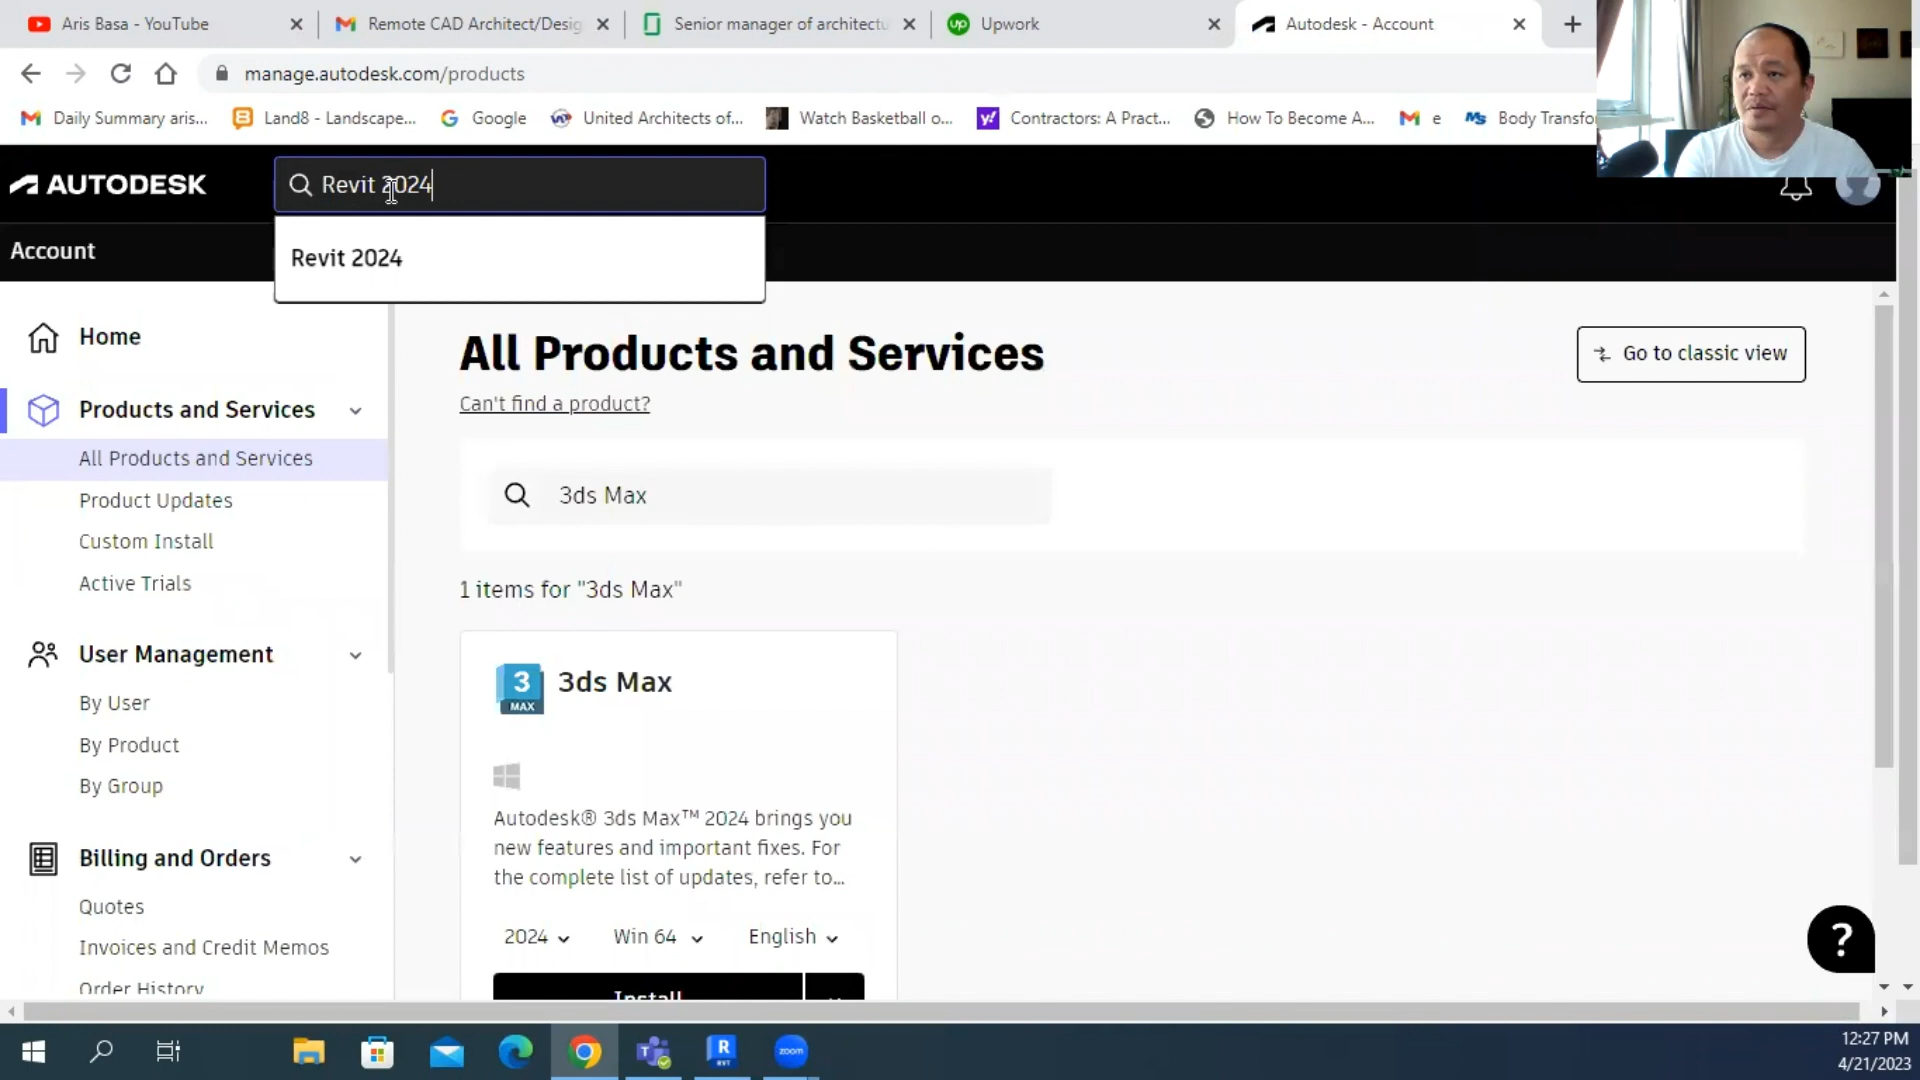 Aris Basa - YouTube
Remote CAD Architect/Desig
Senior manager of architectu
Upwork
Autodesk - Account
manage.autodesk.com/products
Daily Summary aris...
Land8 - Landscape...
Google
United Architects of...
Watch Basketball o...
Contractors: A Pract...
How To Become A...
e
Body Transfo
AUTODESK
Revit 2024
Revit 2024
Account
Home
Products and Services
All Products and Services
Product Updates
Custom Install
Active Trials
User Management
By User
By Product
By Group
Billing and Orders
Quotes
Invoices and Credit Memos
Order History
All Products and Services
Go to classic view
Can't find a product?
3ds Max
1 items for "3ds Max"
3
MAX
3ds Max
Autodesk® 3ds Max™ 2024 brings you
new features and important fixes. For
the complete list of updates, refer to...
2024
Win 64
English
Install
?
R
RVT
zoom
12:27 PM
4/21/2023